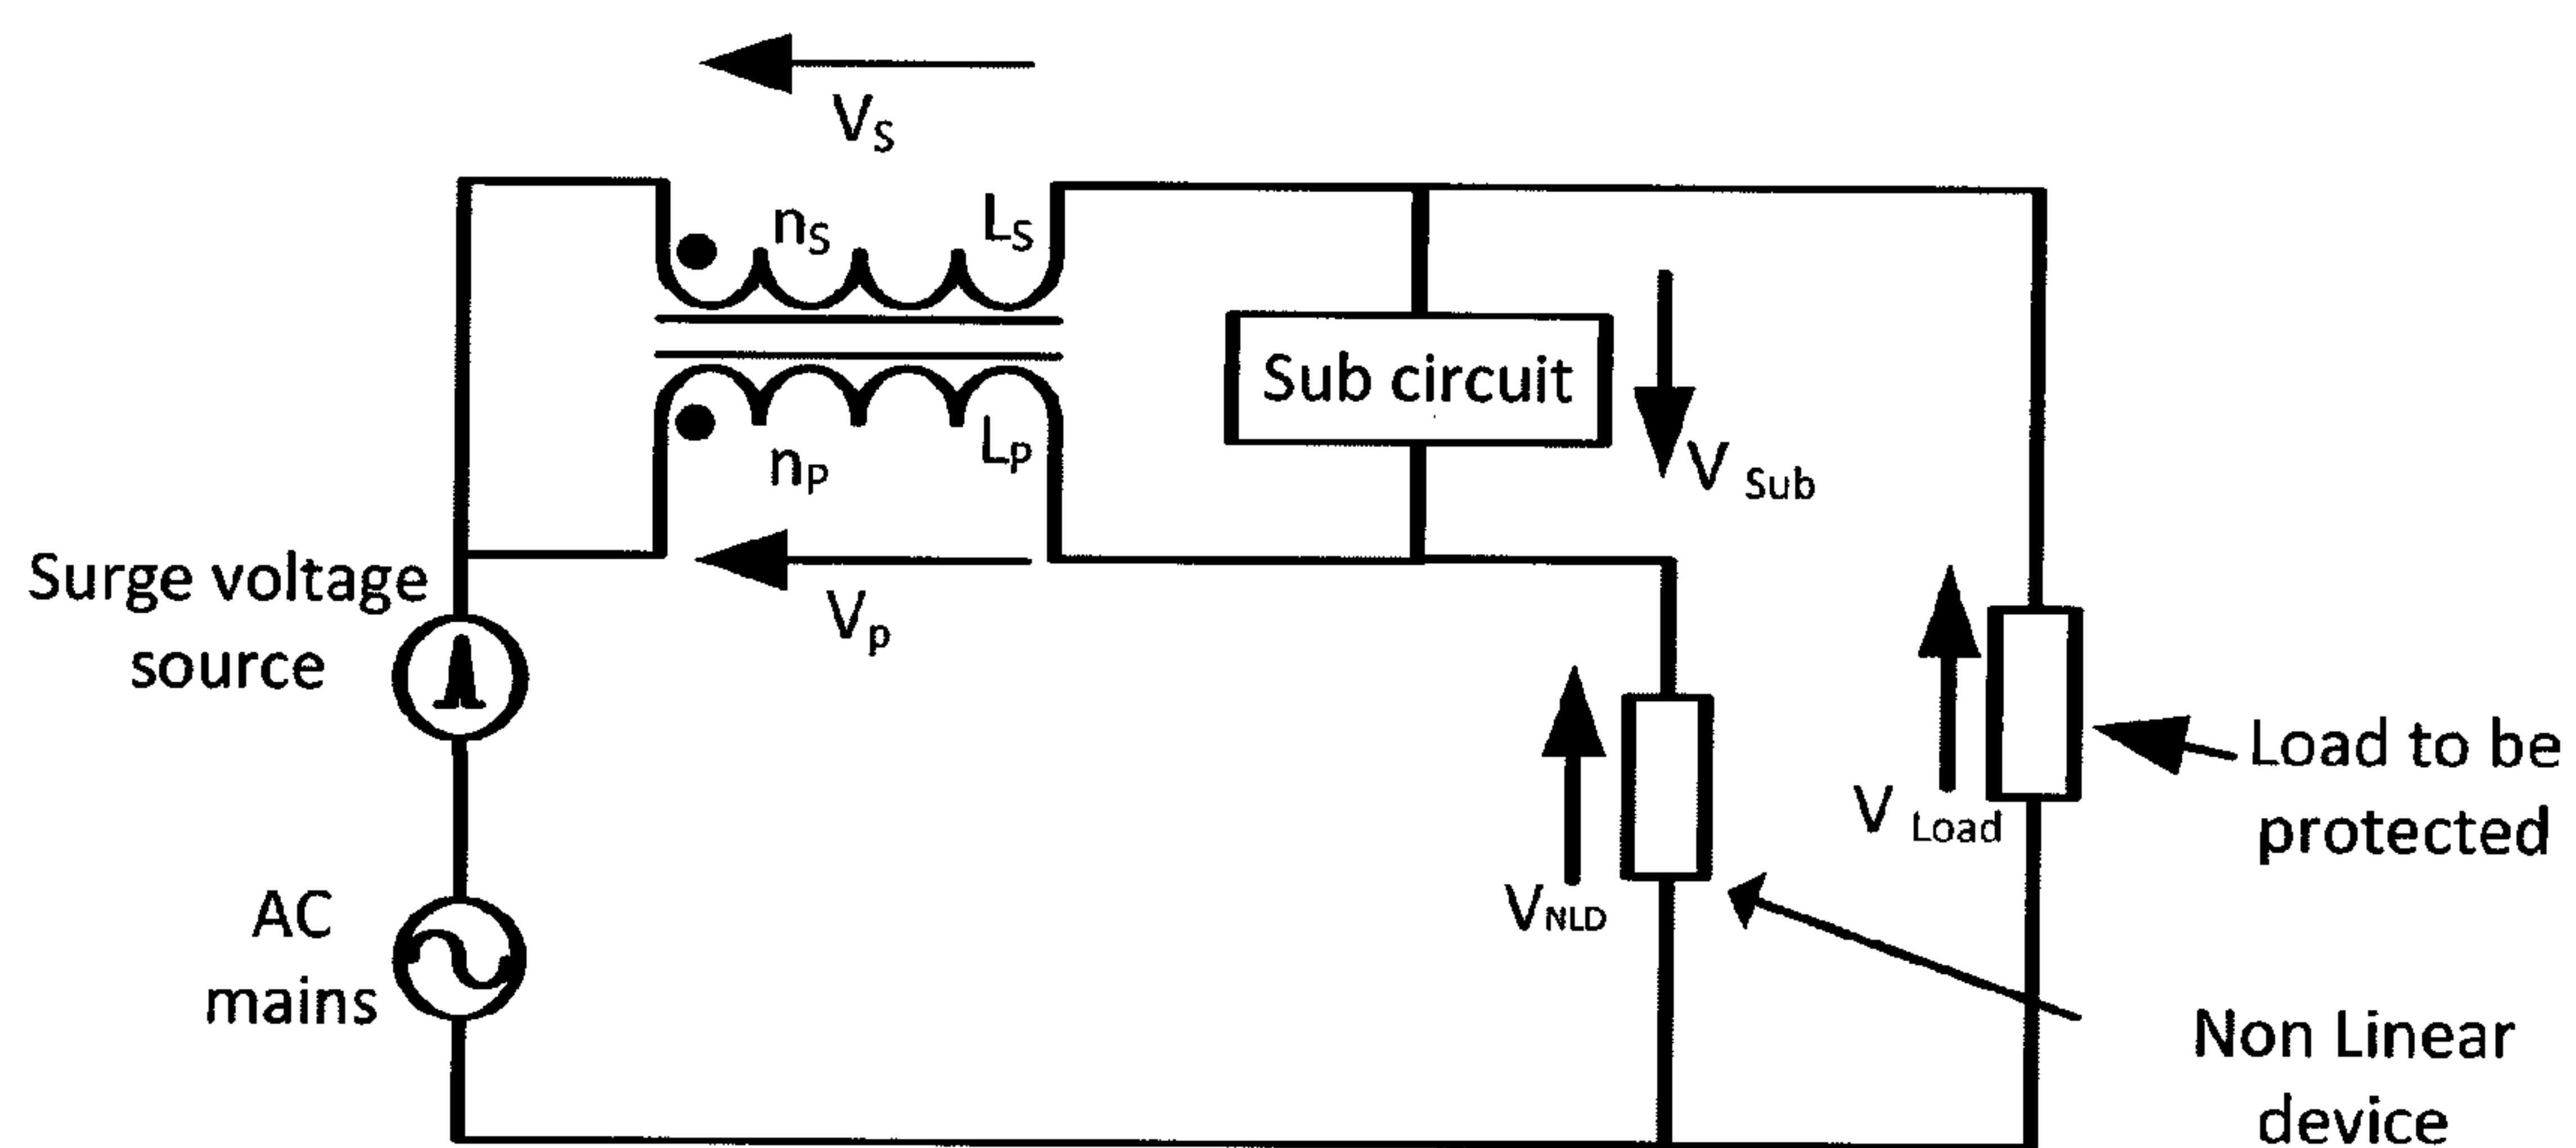 VS
nS
LS
Sub circuit
nP
LP
V Sub
Surge voltage
source
Vp
V Load
Load to be
protected
VNLD
AC
mains
Non Linear
device